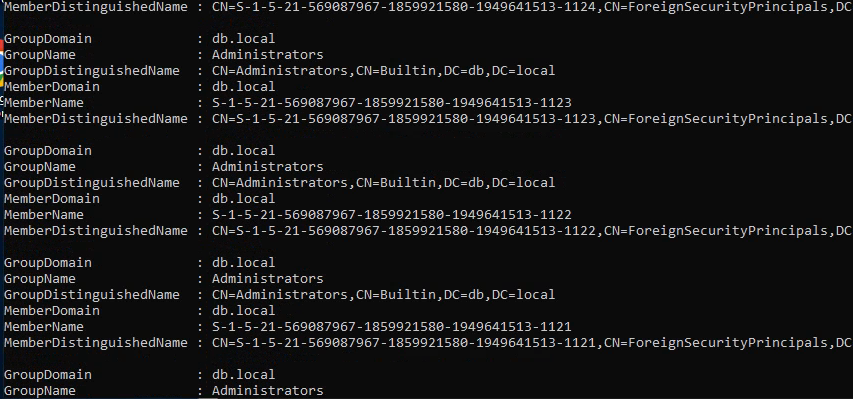 MemberDistinguishedName : CN=S-1-5-21-569087967-1859921580-1949641513-1124,CN=ForeignSecurityPrincipals,DC
GroupDomain             : db.local
GroupName               : Administrators
GroupDistinguishedName  : CN=Administrators,CN=Builtin,DC=db,DC=local
MemberDomain            : db.local
MemberName              : S-1-5-21-569087967-1859921580-1949641513-1123
MemberDistinguishedName : CN=S-1-5-21-569087967-1859921580-1949641513-1123,CN=ForeignSecurityPrincipals,DC
GroupDomain             : db.local
GroupName               : Administrators
GroupDistinguishedName  : CN=Administrators,CN=Builtin,DC=db,DC=local
MemberDomain            : db.local
MemberName              : S-1-5-21-569087967-1859921580-1949641513-1122
MemberDistinguishedName : CN=S-1-5-21-569087967-1859921580-1949641513-1122,CN=ForeignSecurityPrincipals,DC
GroupDomain             : db.local
GroupName               : Administrators
GroupDistinguishedName  : CN=Administrators,CN=Builtin,DC=db,DC=local
MemberDomain            : db.local
MemberName              : S-1-5-21-569087967-1859921580-1949641513-1121
MemberDistinguishedName : CN=S-1-5-21-569087967-1859921580-1949641513-1121,CN=ForeignSecurityPrincipals,DC
GroupDomain             : db.local
GroupName               : Administrators